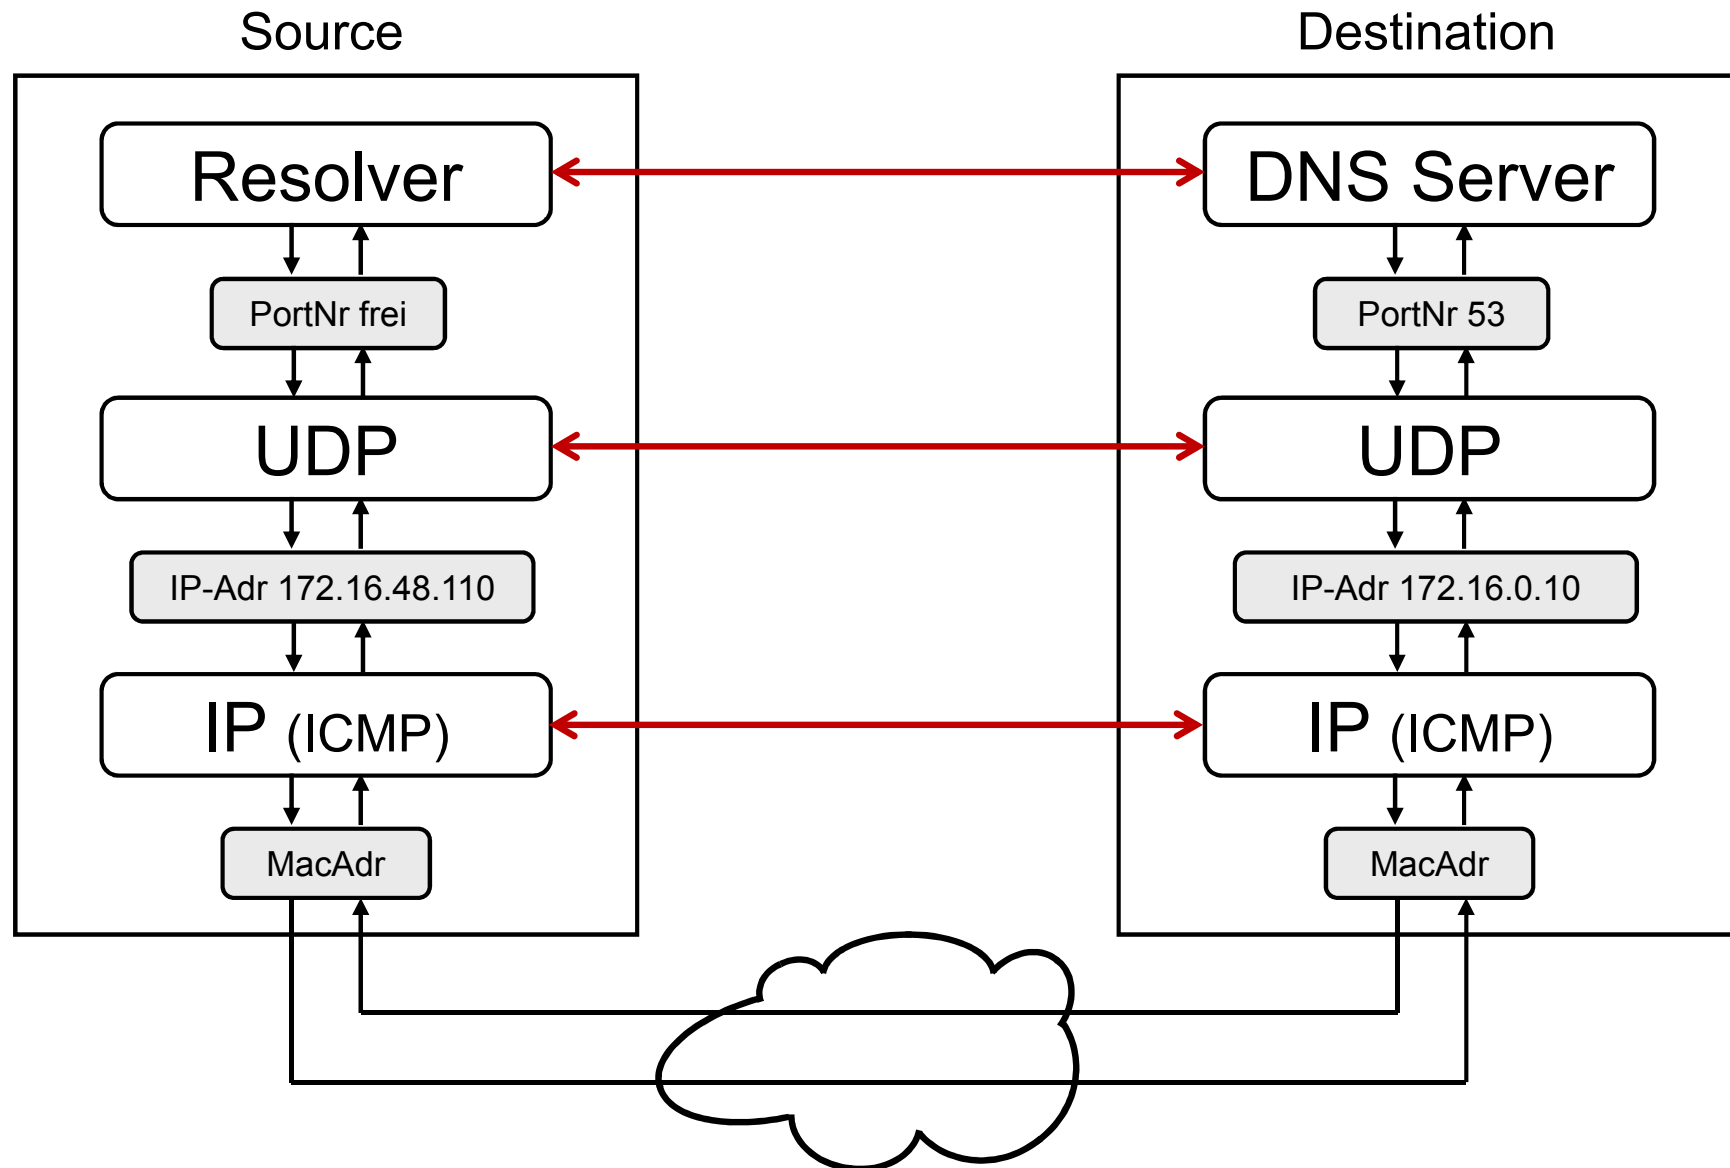 Source
Destination
Resolver
DNS Server
PortNr frei
PortNr 53
UDP
UDP
IP-Adr 172.16.48.110
IP-Adr 172.16.0.10
IP (ICMP)
IP (ICMP)
MacAdr
MacAdr